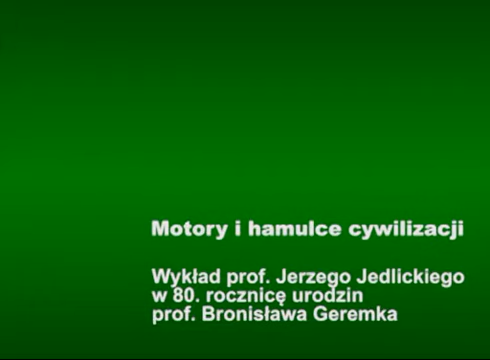 Motory i hamulce cywilizacji
Wykład prof. Jerzego Jedlickiego
w 80. rocznicę urodzin
prof. Bronisława Geremka